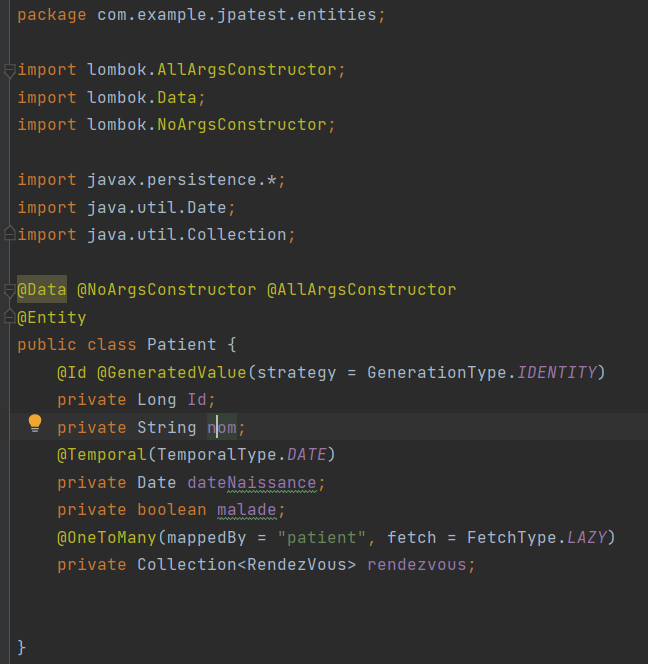 package com.example.jpatest.entities;
import lombok.AllArgsConstructor;
import lombok.Data;
import lombok.NoArgsConstructor;
import javax.persistence.*;
import java.util.Date;
import java.util.Collection;
@Data @NoArgsConstructor @AllArgsConstructor
@Entity
public class Patient {
@Id @GeneratedValue(strategy = GenerationType.IDENTITY)
private Long Id;
private String nom;
@Temporal(TemporalType.DATE)
private Date dateNaissance;
private boolean malade;
@OneToMany(mappedBy = "patient", fetch = FetchType.LAZY)
private Collection<RendezVous> rendezvous;
}